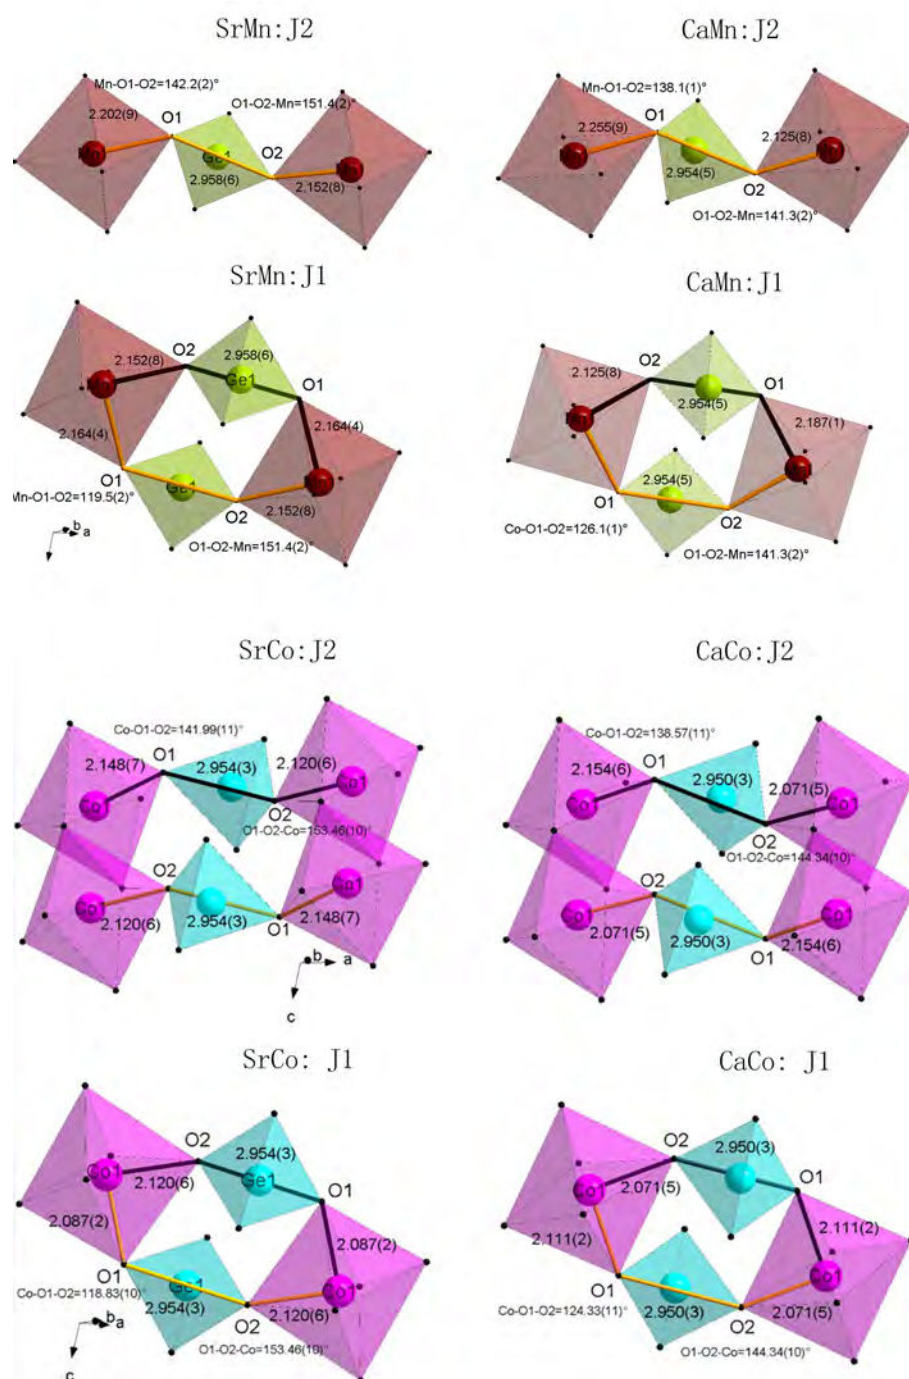 SrMn:J2
CaMn:J2
Mn-O1-O2=142.2(2)°
O1-O2-Mn=151.4(2)°
2.202(9)
O1
Ge1
O2
2.958(6)
2.152(8)
Mn-O1-O2=138.1(1)°
O1
2.255(9)
2.125(8)
2.954(5)
O2
O1-O2-Mn=141.3(2)°
SrMn:J1
CaMn:J1
O2
2.958(6)
2.152(8)
Ge1
O1
2.164(4)
2.164(4)
O1
Ge1
O2
Mn-O1-O2=119.5(2)°
2.152(8)
O1-O2-Mn=151.4(2)°
b
a
O2
O1
2.125(8)
2.954(5)
2.187(1)
2.954(5)
O1
O2
Co-O1-O2=126.1(1)°
O1-O2-Mn=141.3(2)°
SrCo:J2
CaCo:J2
Co-O1-O2=141.99(11)°
O1
2.148(7)
2.954(3)
2.120(6)
Co1
Co1
O2
O1-O2-Co=153.46(10)°
O2
Co1
Co1
2.120(6)
2.954(3)
O1
2.148(7)
b
a
c
Co-O1-O2=138.57(11)°
O1
2.154(6)
2.950(3)
2.071(5)
Co1
Co1
O2
O1-O2-Co=144.34(10)°
O2
Co1
Co1
2.071(5)
2.950(3)
O1
2.154(6)
SrCo: J1
CaCo: J1
O2
2.954(3)
Co1
2.120(6)
Ge1
O1
2.087(2)
2.087(2)
O1
Ge1
Co1
Co-O1-O2=118.83(10)°
2.954(3)
O2
2.120(6)
O1-O2-Co=153.46(10)°
b
a
c
O2
2.950(3)
Co1
2.071(5)
O1
2.111(2)
2.111(2)
O1
Co1
Co-O1-O2=124.33(11)°
2.950(3)
O2
2.071(5)
O1-O2-Co=144.34(10)°